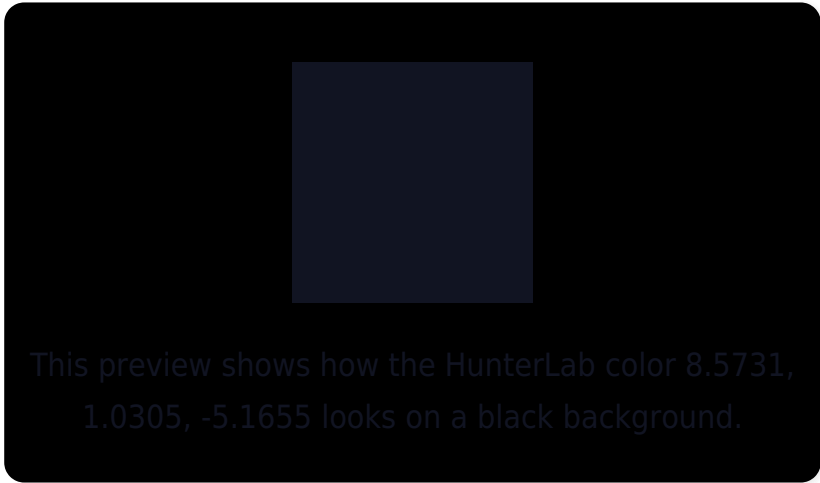 This preview shows how the HunterLab color 8.5731,
1.0305, -5.1655 looks on a black background.